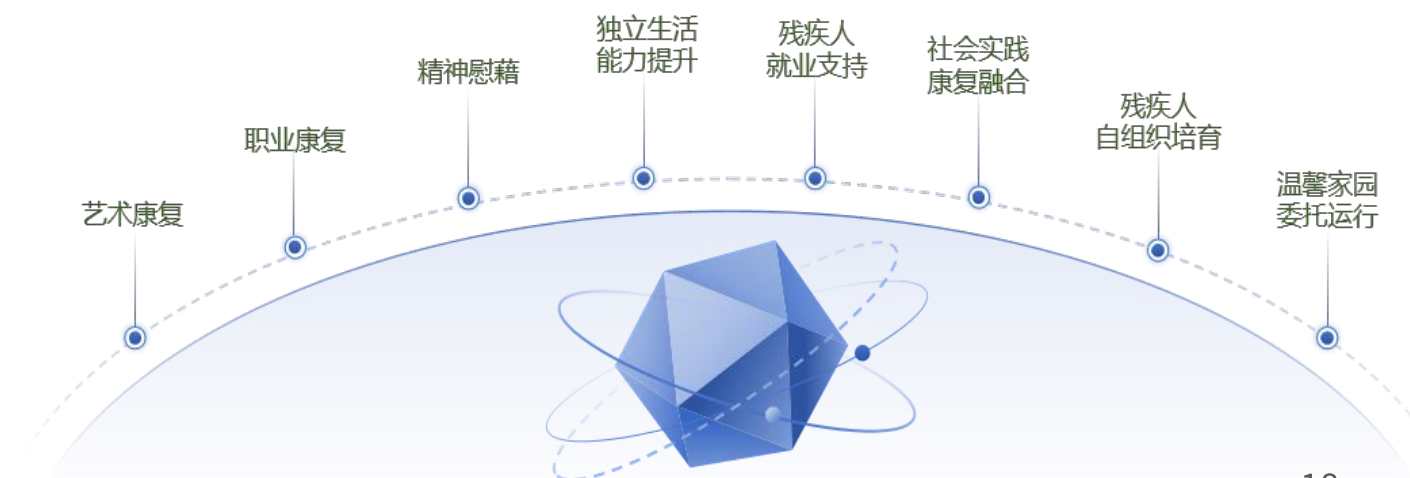 艺术康复
职业康复
精神慰藉
独立生活
能力提升
残疾人
就业支持
社会实践
康复融合
残疾人
自组织培育
温馨家园
委托运行